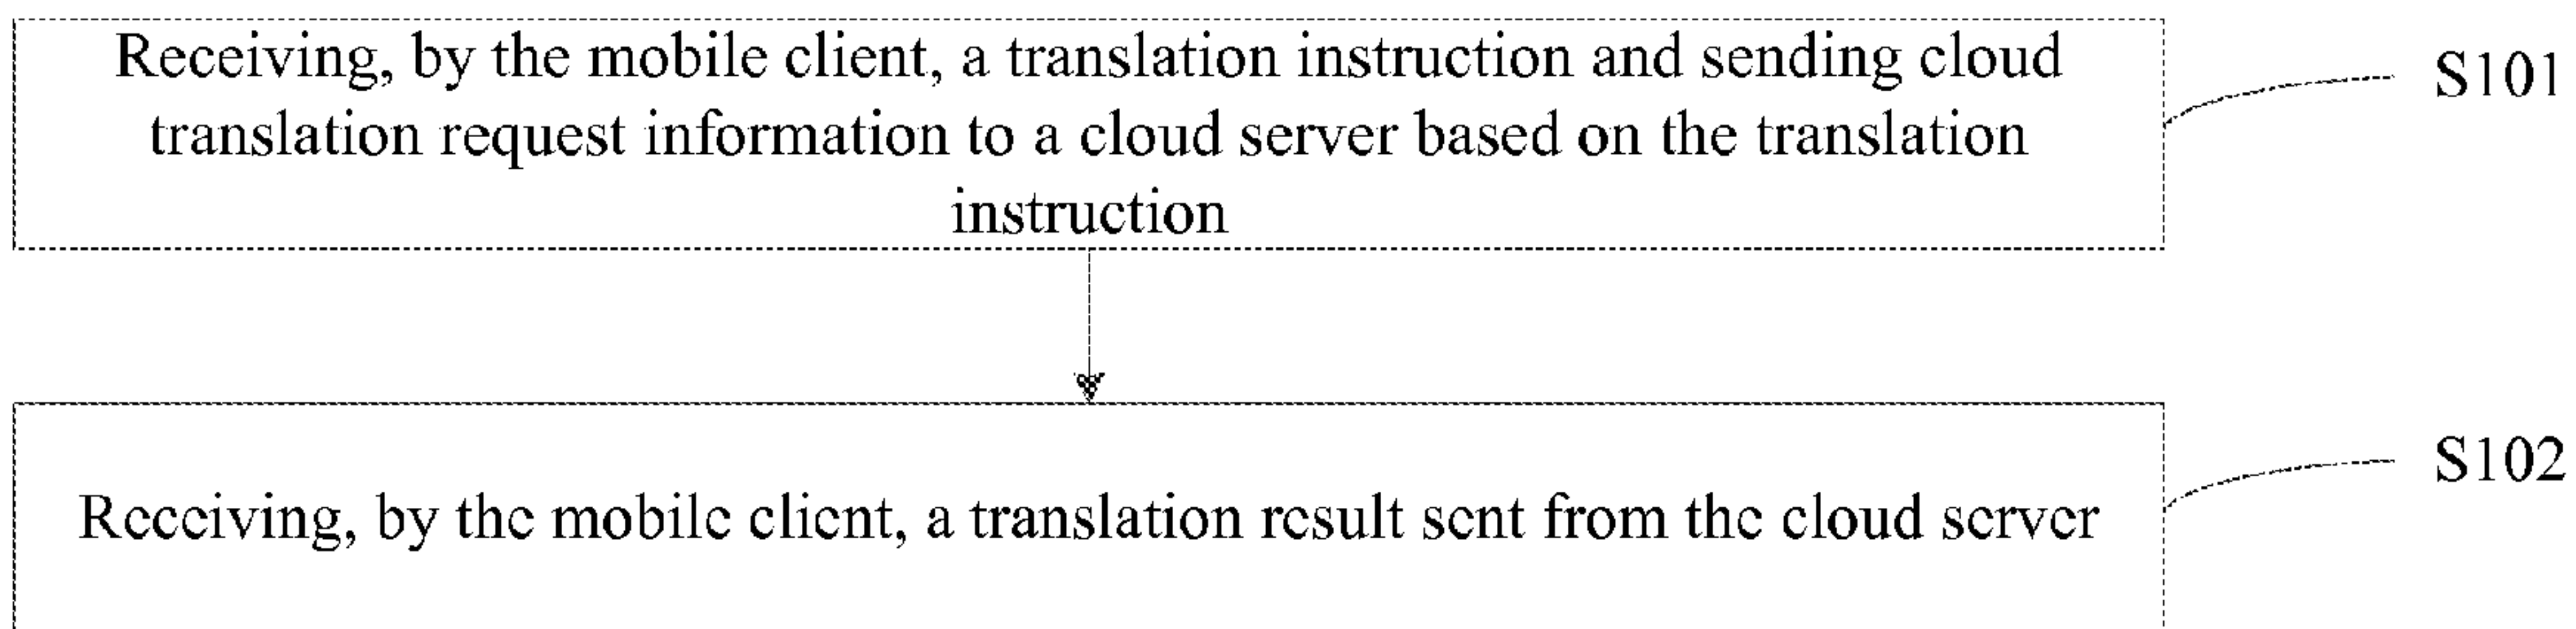 Receiving, by the mobile client, a translation instruction and sending cloud
translation request information to a cloud server based on the translation
instruction
S101
Receiving, by the mobile client, a translation result sent from the cloud server
S102